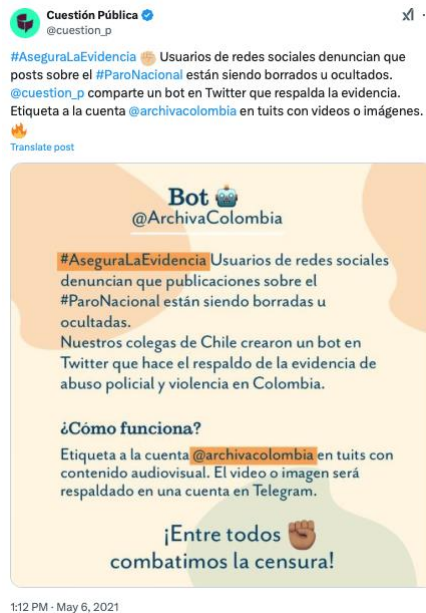 Cuestión Pública
@cuestion_p
#AseguraLaEvidencia ✊🏼 Usuarios de redes sociales denuncian que
posts sobre el #ParoNacional están siendo borrados u ocultados.
@cuestion_p comparte un bot en Twitter que respalda la evidencia.
Etiqueta a la cuenta @archivacolombia en tuits con videos o imágenes.
🔥
Translate post
Bot 🤖
@ArchivaColombia
#AseguraLaEvidencia Usuarios de redes sociales
denuncian que publicaciones sobre el
#ParoNacional están siendo borradas u
ocultadas.
Nuestros colegas de Chile crearon un bot en
Twitter que hace el respaldo de la evidencia de
abuso policial y violencia en Colombia.
¿Cómo funciona?
Etiqueta a la cuenta @archivacolombia en tuits con
contenido audiovisual. El video o imagen será
respaldado en una cuenta en Telegram.
¡Entre todos ✊🏾
combatimos la censura!
1:12 PM · May 6, 2021